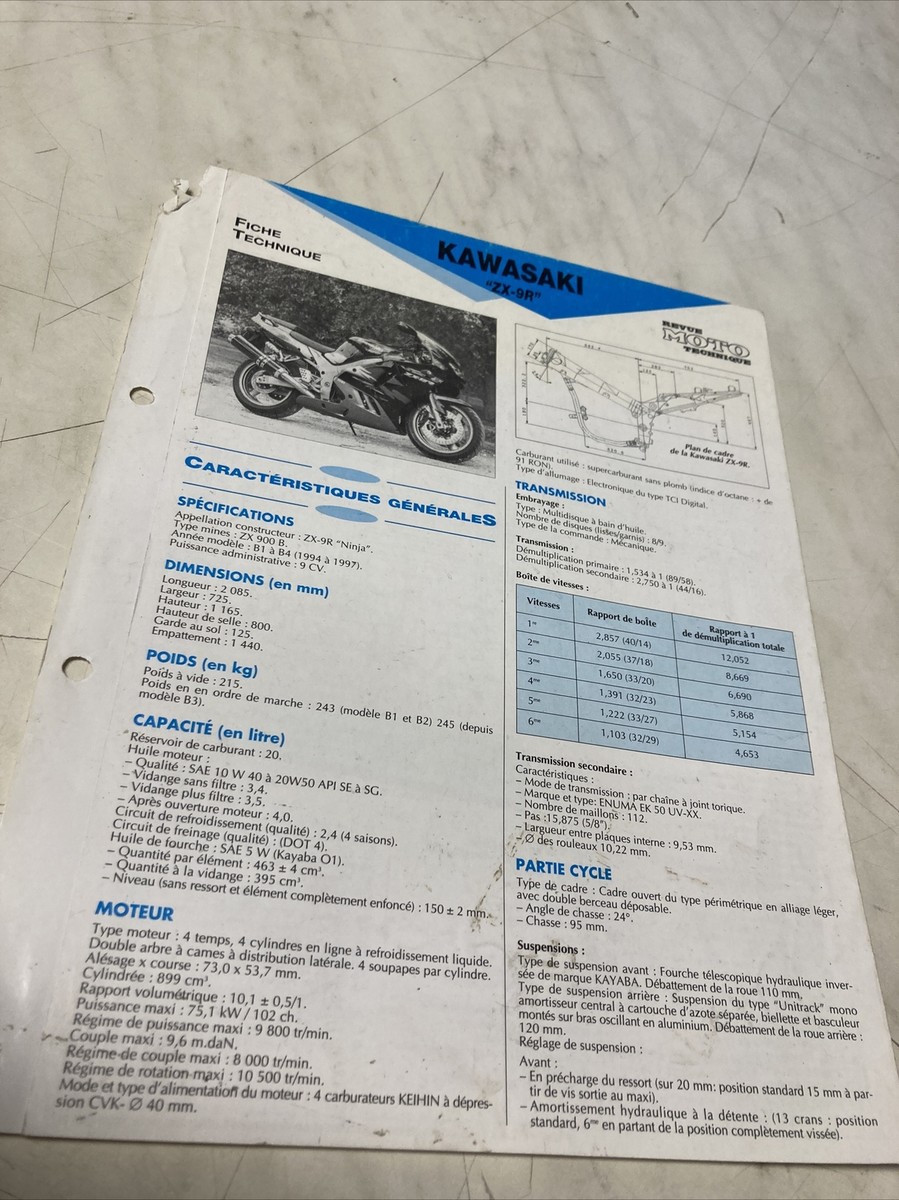 FICHE
TECHNIQUE
KAWASAKI
"ZX-9R"
REVUE
MOTO
TECHNIQUE
Plan de cadre
de la Kawasaki ZX-9R.
CARACTÉRISTIQUES GÉNÉRALES
SPÉCIFICATIONS
Appellation constructeur : ZX-9R "Ninja".
Type mines : ZX 900 B.
Année modèle : B1 à B4 (1994 à 1997).
Puissance administrative : 9 CV.
DIMENSIONS (en mm)
Longueur : 2 085.
Largeur : 725.
Hauteur : 1 165.
Hauteur de selle : 800.
Garde au sol : 125.
Empattement : 1 440.
POIDS (en kg)
Poids à vide : 215.
Poids en en ordre de marche : 243 (modèle B1 et B2) 245 (depuis
modèle B3).
CAPACITÉ (en litre)
Réservoir de carburant : 20.
Huile moteur :
– Qualité : SAE 10 W 40 à 20W50 API SE à SG.
– Vidange sans filtre : 3,4.
– Vidange plus filtre : 3,5.
– Après ouverture moteur : 4,0.
Circuit de refroidissement (qualité) : 2,4 (4 saisons).
Circuit de freinage (qualité) : (DOT 4).
Huile de fourche : SAE 5 W (Kayaba O1).
– Quantité par élément : 463 ± 4 cm³.
– Quantité à la vidange : 395 cm³.
– Niveau (sans ressort et élément complètement enfoncé) : 150 ± 2 mm.
MOTEUR
Type moteur : 4 temps, 4 cylindres en ligne à refroidissement liquide.
Double arbre à cames à distribution latérale. 4 soupapes par cylindre.
Alésage x course : 73,0 x 53,7 mm.
Cylindrée : 899 cm³.
Rapport volumétrique : 10,1 ± 0,5/1.
Puissance maxi : 75,1 kW / 102 ch.
Régime de puissance maxi : 9 800 tr/min.
Couple maxi : 9,6 m.daN.
Régime de couple maxi : 8 000 tr/min.
Régime de rotation maxi : 10 500 tr/min.
Mode et type d'alimentation du moteur : 4 carburateurs KEIHIN à dépres-
sion CVK- Ø 40 mm.
Carburant utilisé : supercarburant sans plomb (indice d'octane : + de
91 RON).
Type d'allumage : Electronique du type TCI Digital.
TRANSMISSION
Embrayage :
Type : Multidisque à bain d'huile.
Nombre de disques (lisses/garnis) : 8/9.
Type de la commande : Mécanique.
Transmission :
Démultiplication primaire : 1,534 à 1 (89/58).
Démultiplication secondaire : 2,750 à 1 (44/16).
Boîte de vitesses :
Vitesses Rapport de boîte Rapport à 1
de démultiplication totale
1re 2,857 (40/14) 12,052
2me 2,055 (37/18) 8,669
3me 1,650 (33/20) 6,690
4me 1,391 (32/23) 5,868
5me 1,222 (33/27) 5,154
6me 1,103 (32/29) 4,653
Transmission secondaire :
Caractéristiques :
– Mode de transmission : par chaîne à joint torique.
– Marque et type: ENUMA EK 50 UV-XX.
– Nombre de maillons : 112.
– Pas :15,875 (5/8").
– Largeur entre plaques interne : 9,53 mm.
– Ø des rouleaux 10,22 mm.
PARTIE CYCLE
Type de cadre : Cadre ouvert du type périmétrique en alliage léger,
avec double berceau déposable.
– Angle de chasse : 24°.
– Chasse : 95 mm.
Suspensions :
Type de suspension avant : Fourche télescopique hydraulique inver-
sée de marque KAYABA. Débattement de la roue 110 mm.
Type de suspension arrière : Suspension du type "Unitrack" mono
amortisseur central à cartouche d'azote séparée, biellette et basculeur
montés sur bras oscillant en aluminium. Débattement de la roue arrière :
120 mm.
Réglage de suspension :
Avant :
– En précharge du ressort (sur 20 mm: position standard 15 mm à par-
tir de vis sortie au maxi).
– Amortissement hydraulique à la détente : (13 crans : position
standard, 6me en partant de la position complètement vissée).